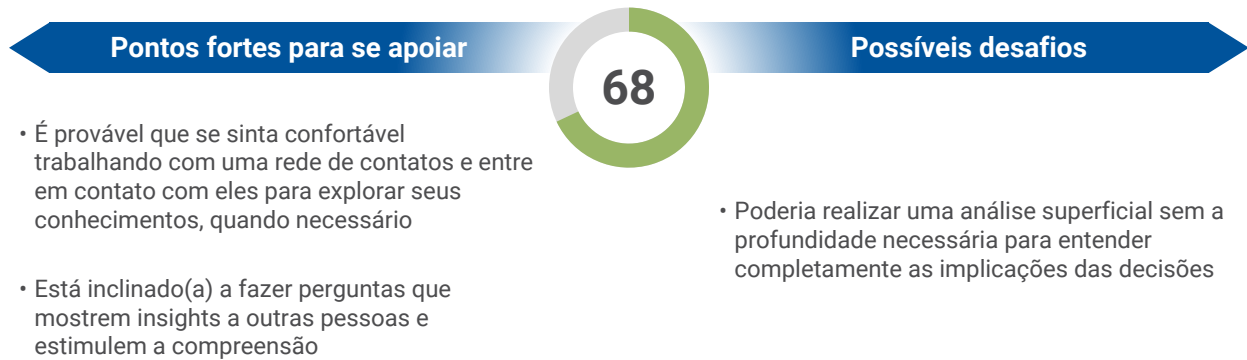 Pontos fortes para se apoiar
68
Possíveis desafios
• É provável que se sinta confortável
trabalhando com uma rede de contatos e entre
em contato com eles para explorar seus
conhecimentos, quando necessário
• Está inclinado(a) a fazer perguntas que
mostrem insights a outras pessoas e
estimulem a compreensão
• Poderia realizar uma análise superficial sem a
profundidade necessária para entender
completamente as implicações das decisões